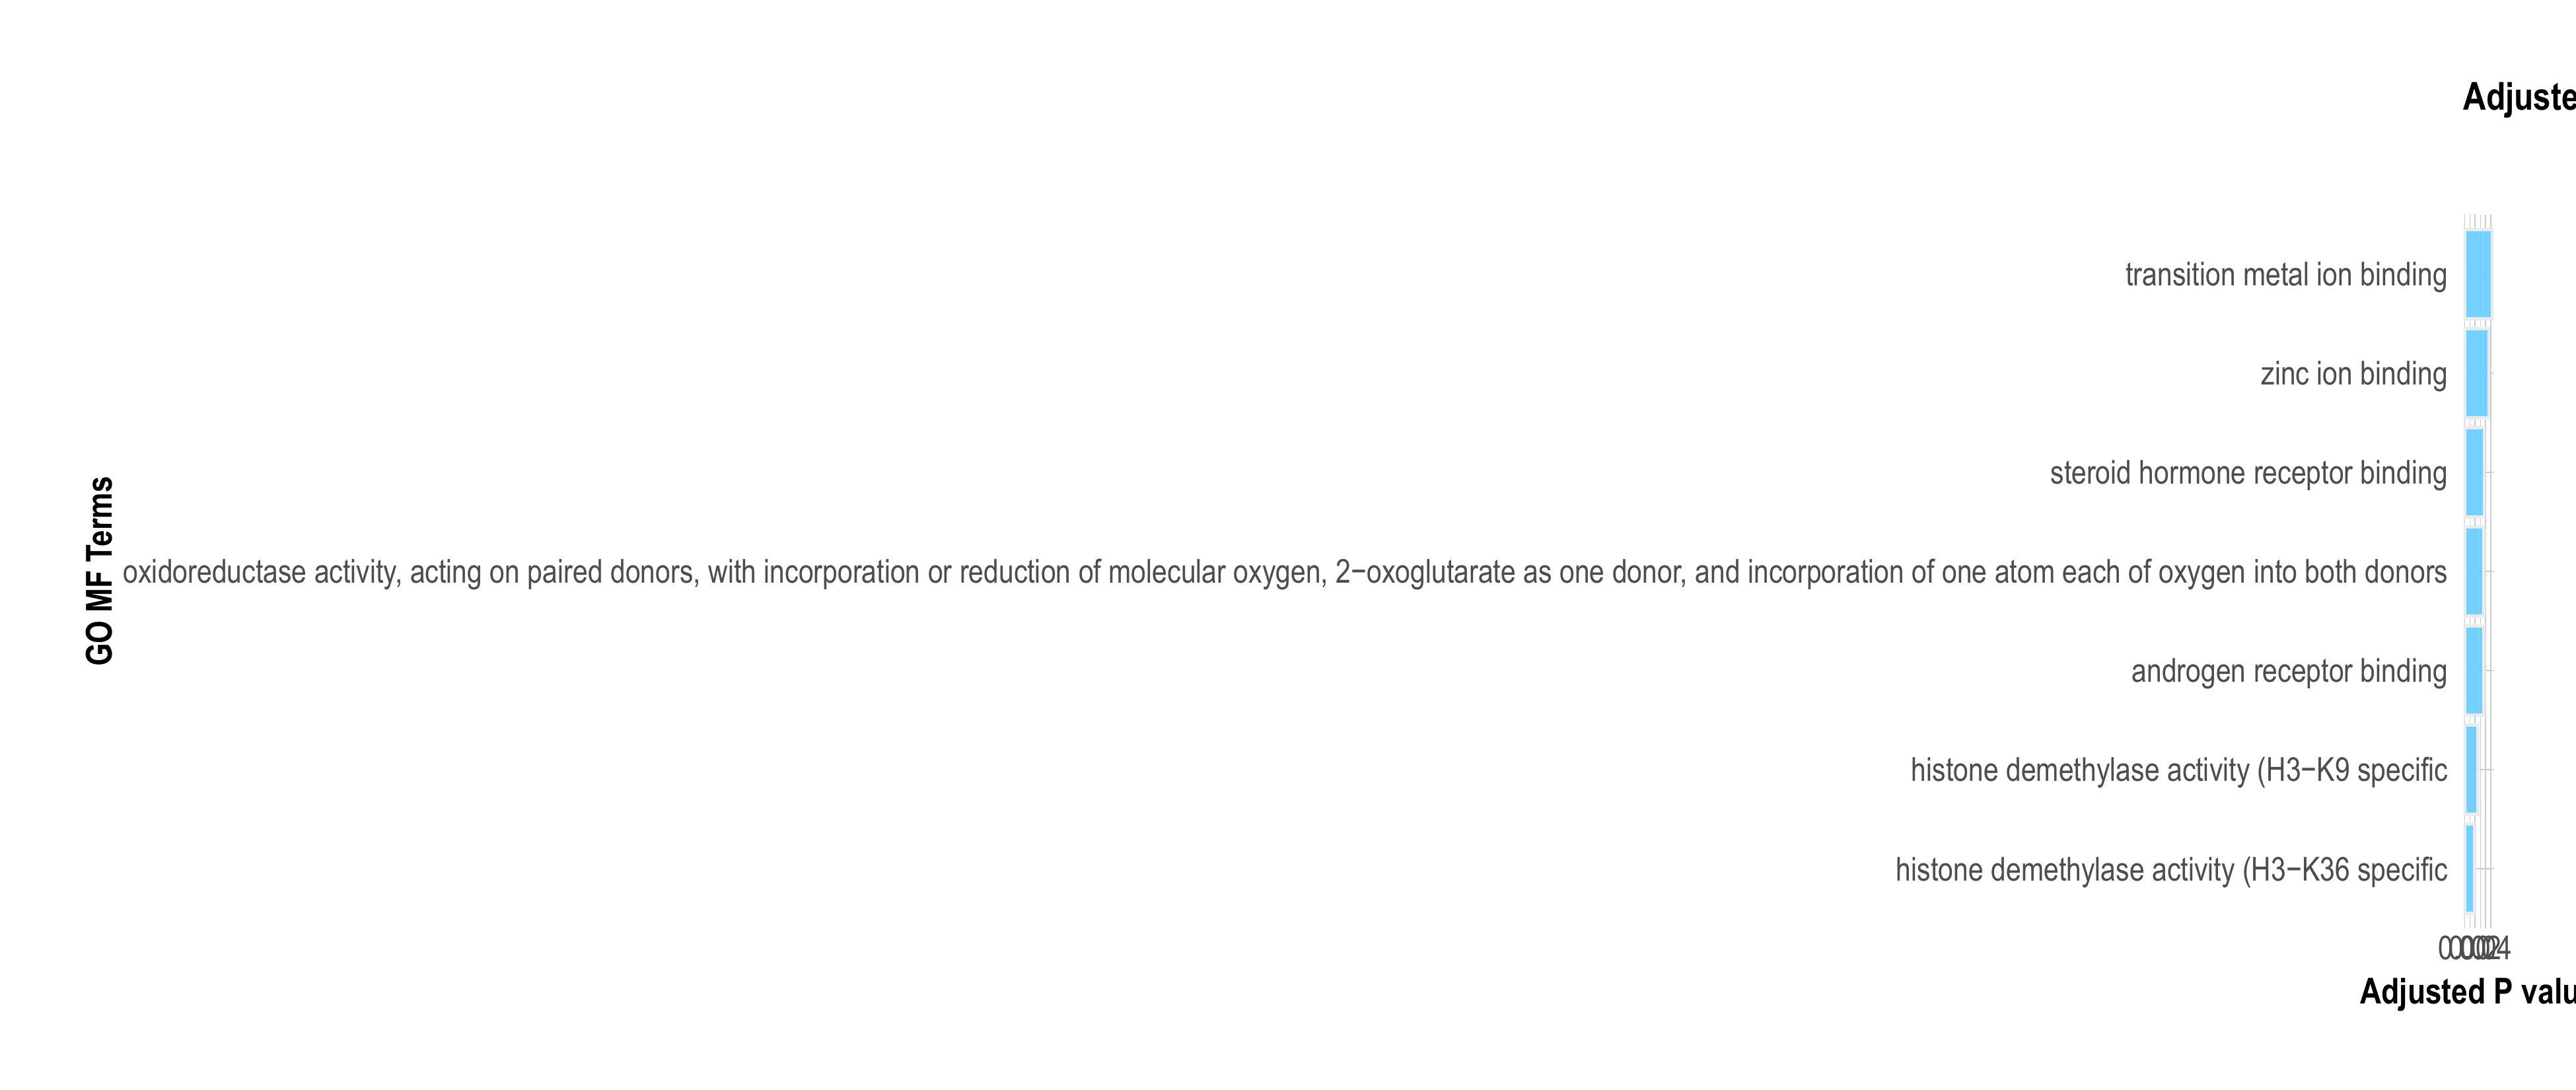 Adjuste
transition metal ion binding
zinc ion binding
steroid hormone receptor binding
oxidoreductase activity, acting on paired donors, with incorporation or reduction of molecular oxygen, 2−oxoglutarate as one donor, and incorporation of one atom each of oxygen into both donors
androgen receptor binding
histone demethylase activity (H3−K9 specific
histone demethylase activity (H3−K36 specific
GO MF Terms
Adjusted P valu